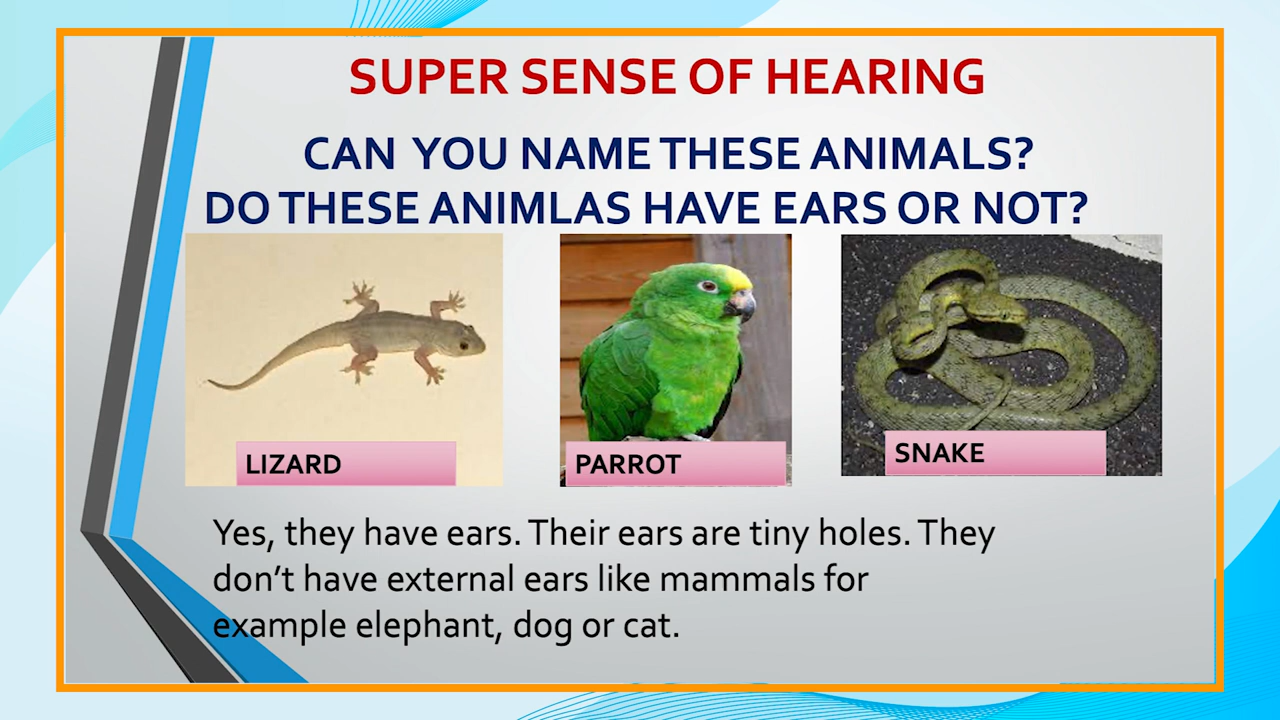 SUPER SENSE OF HEARING
CAN YOU NAME THESE ANIMALS?
DO THESE ANIMLAS HAVE EARS OR NOT?
LIZARD
PARROT
SNAKE
Yes, they have ears. Their ears are tiny holes. They
don’t have external ears like mammals for
example elephant, dog or cat.